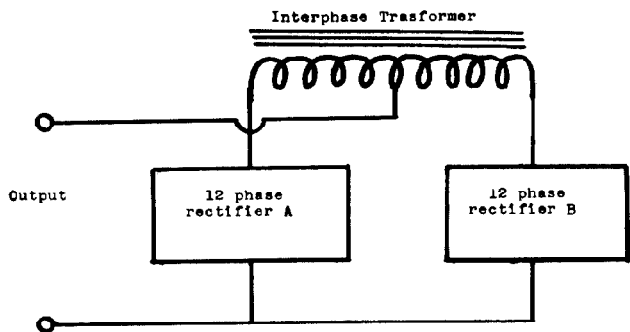 Interphase Trasformer
Output
12 phase
rectifier A
12 phase
rectifier B